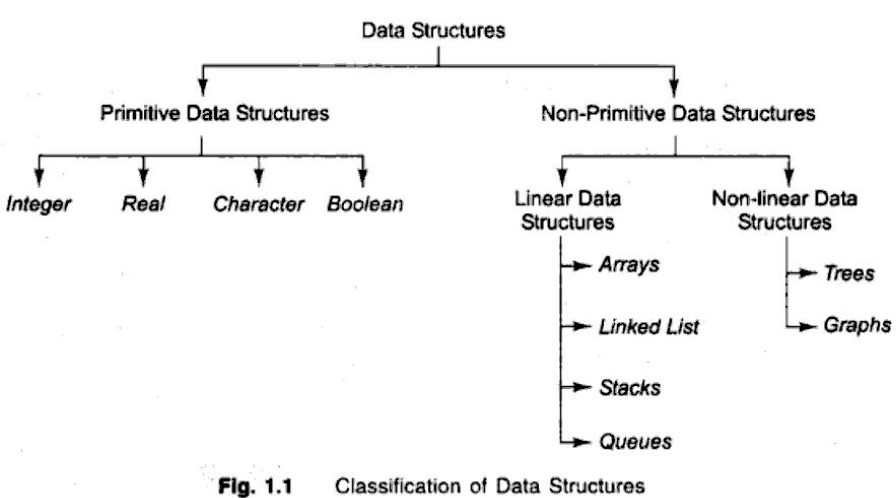 Data Structures
Primitive Data Structures
Non-Primitive Data Structures
Integer
Real
Character
Boolean
Linear Data
Structures
Non-linear Data
Structures
Arrays
Trees
Linked List
Graphs
Stacks
Queues
Fig. 1.1 Classification of Data Structures